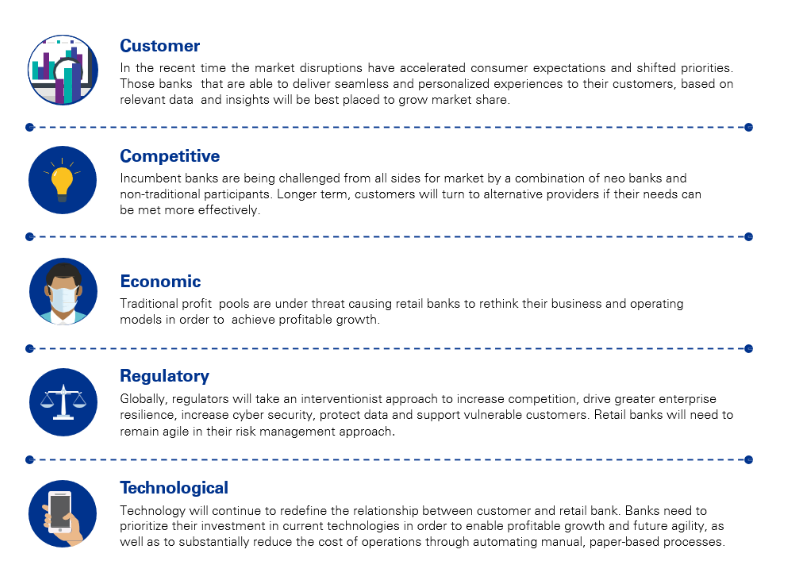 Customer
In the recent time the market disruptions have accelerated consumer expectations and shifted priorities.
Those banks that are able to deliver seamless and personalized experiences to their customers, based on
relevant data and insights will be best placed to grow market share.
Competitive
Incumbent banks are being challenged from all sides for market by a combination of neo banks and
non-traditional participants. Longer term, customers will turn to alternative providers if their needs can
be met more effectively.
Economic
Traditional profit pools are under threat causing retail banks to rethink their business and operating
models in order to achieve profitable growth.
Regulatory
Globally, regulators will take an interventionist approach to increase competition, drive greater enterprise
resilience, increase cyber security, protect data and support vulnerable customers. Retail banks will need to
remain agile in their risk management approach.
Technological
Technology will continue to redefine the relationship between customer and retail bank. Banks need to
prioritize their investment in current technologies in order to enable profitable growth and future agility, as
well as to substantially reduce the cost of operations through automating manual, paper-based processes.